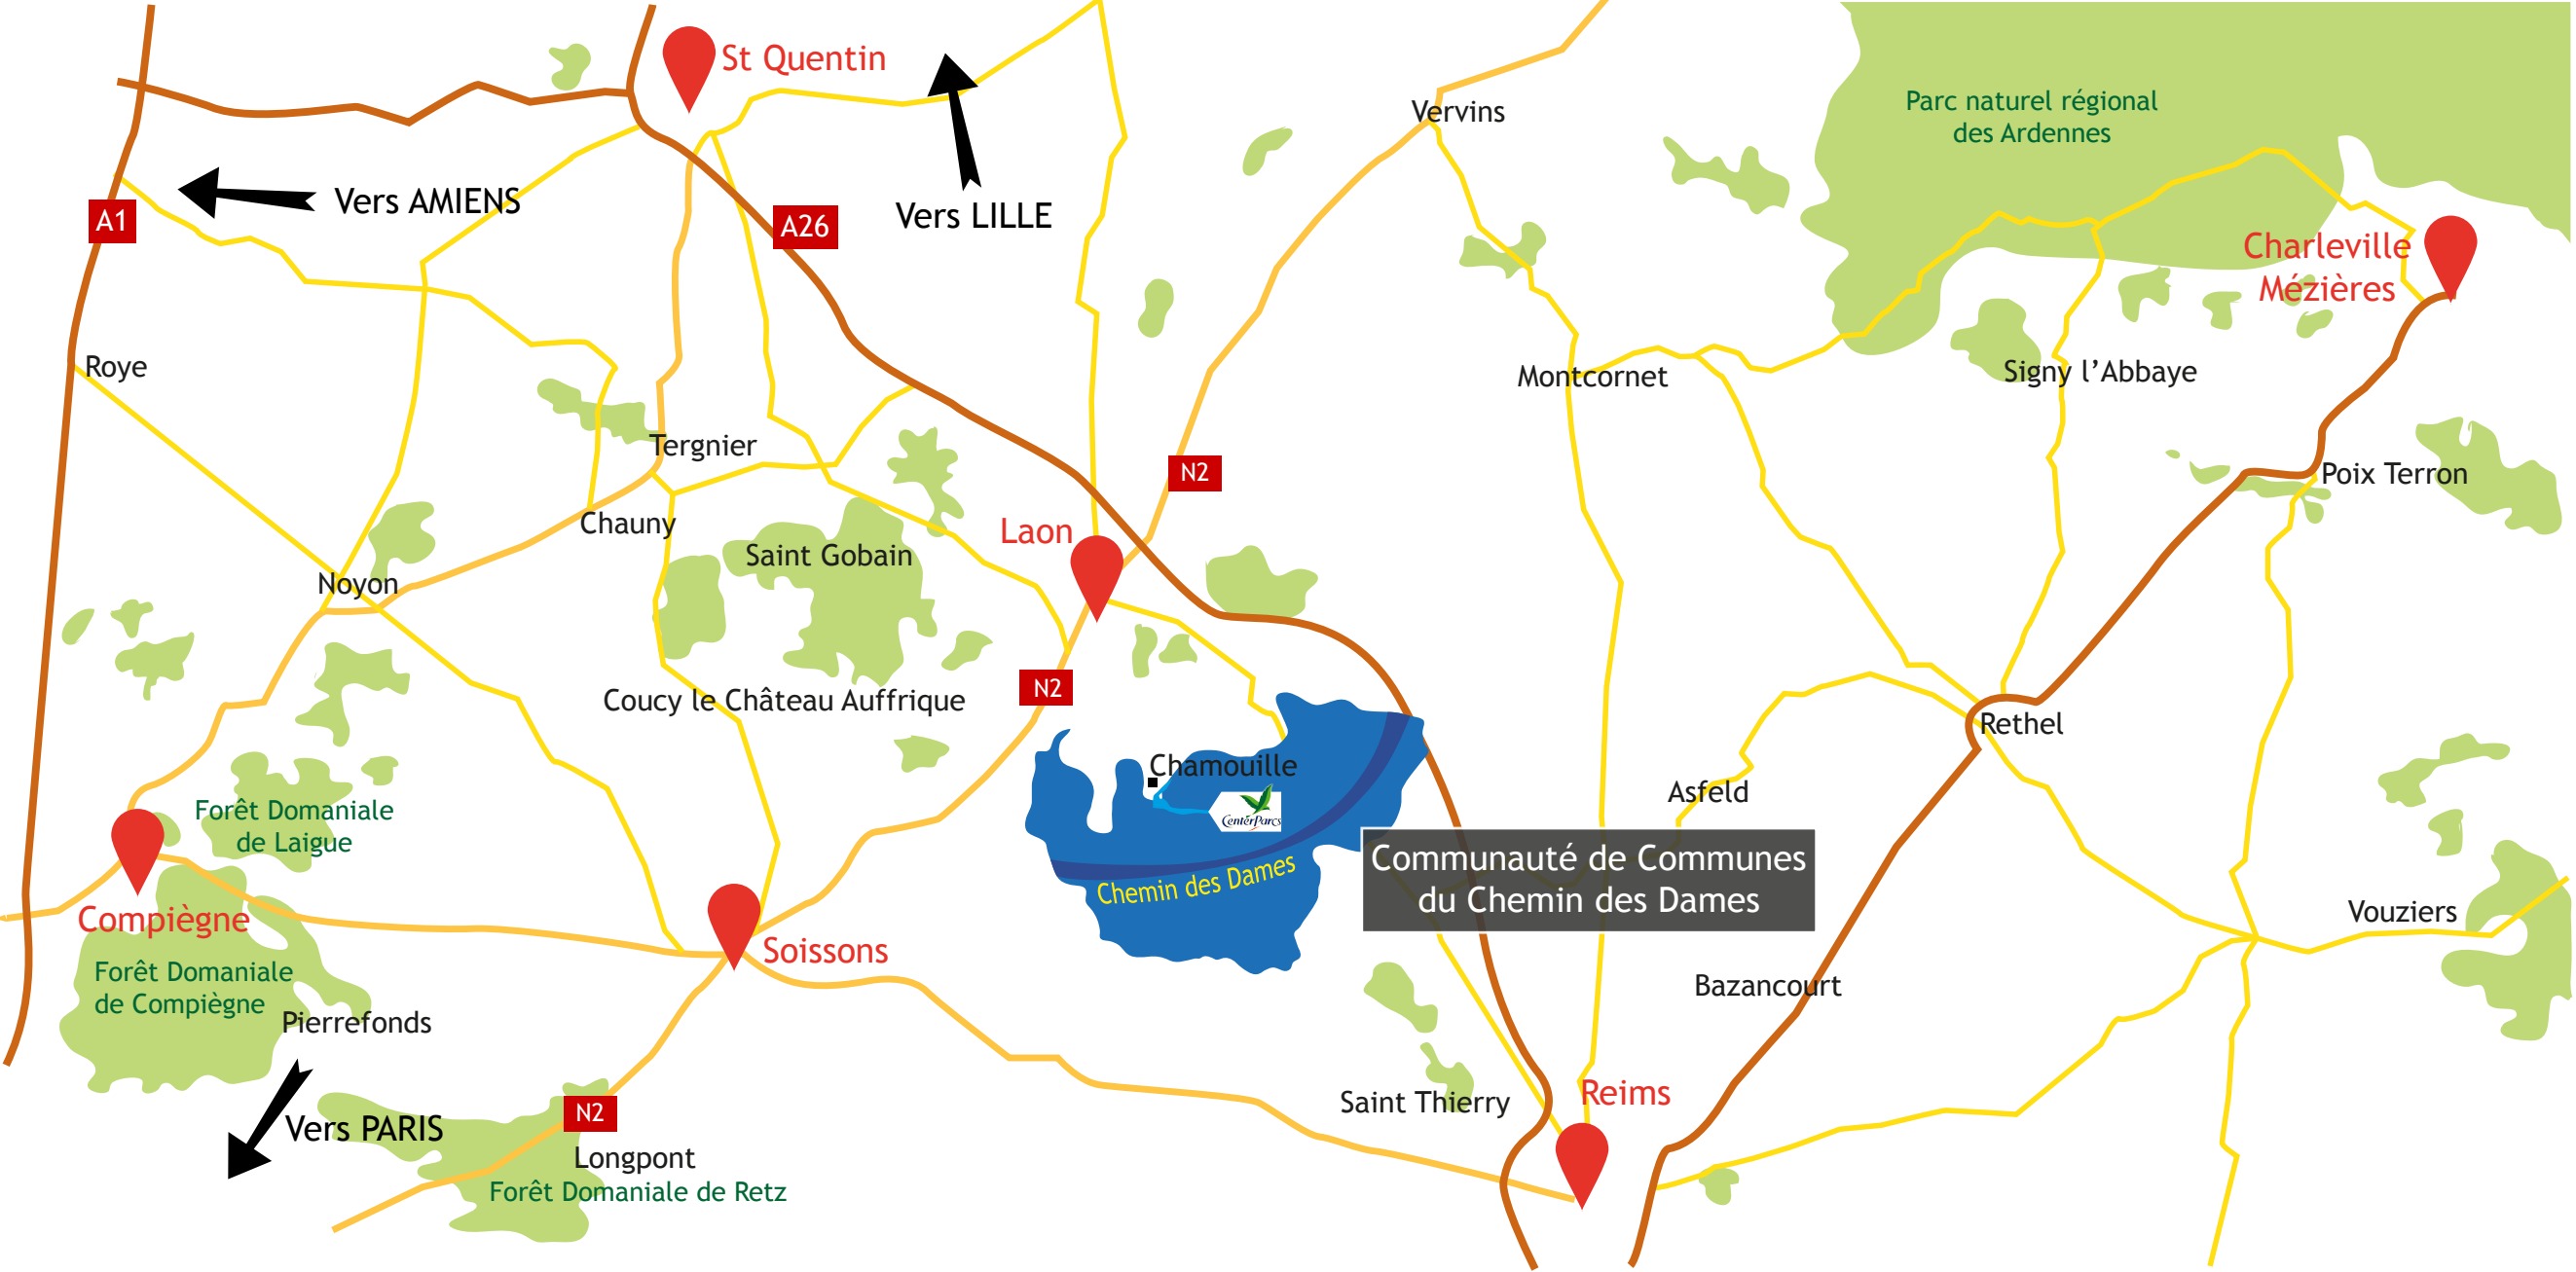 St Quentin
Vervins
Parc naturel régional
des Ardennes
Vers AMIENS
Vers LILLE
A1
A26
Charleville
Mézières
Roye
Montcornet
Signy l’Abbaye
Tergnier
N2
Poix Terron
Chauny
Laon
Saint Gobain
Noyon
N2
Coucy le Château Auffrique
Rethel
Chamouille
Asfeld
CenterParcs
Forêt Domaniale
de Laigue
Communauté de Communes
du Chemin des Dames
Chemin des Dames
Compiègne
Vouziers
Soissons
Forêt Domaniale
de Compiègne
Bazancourt
Pierrefonds
Reims
Saint Thierry
N2
Vers PARIS
Longpont
Forêt Domaniale de Retz